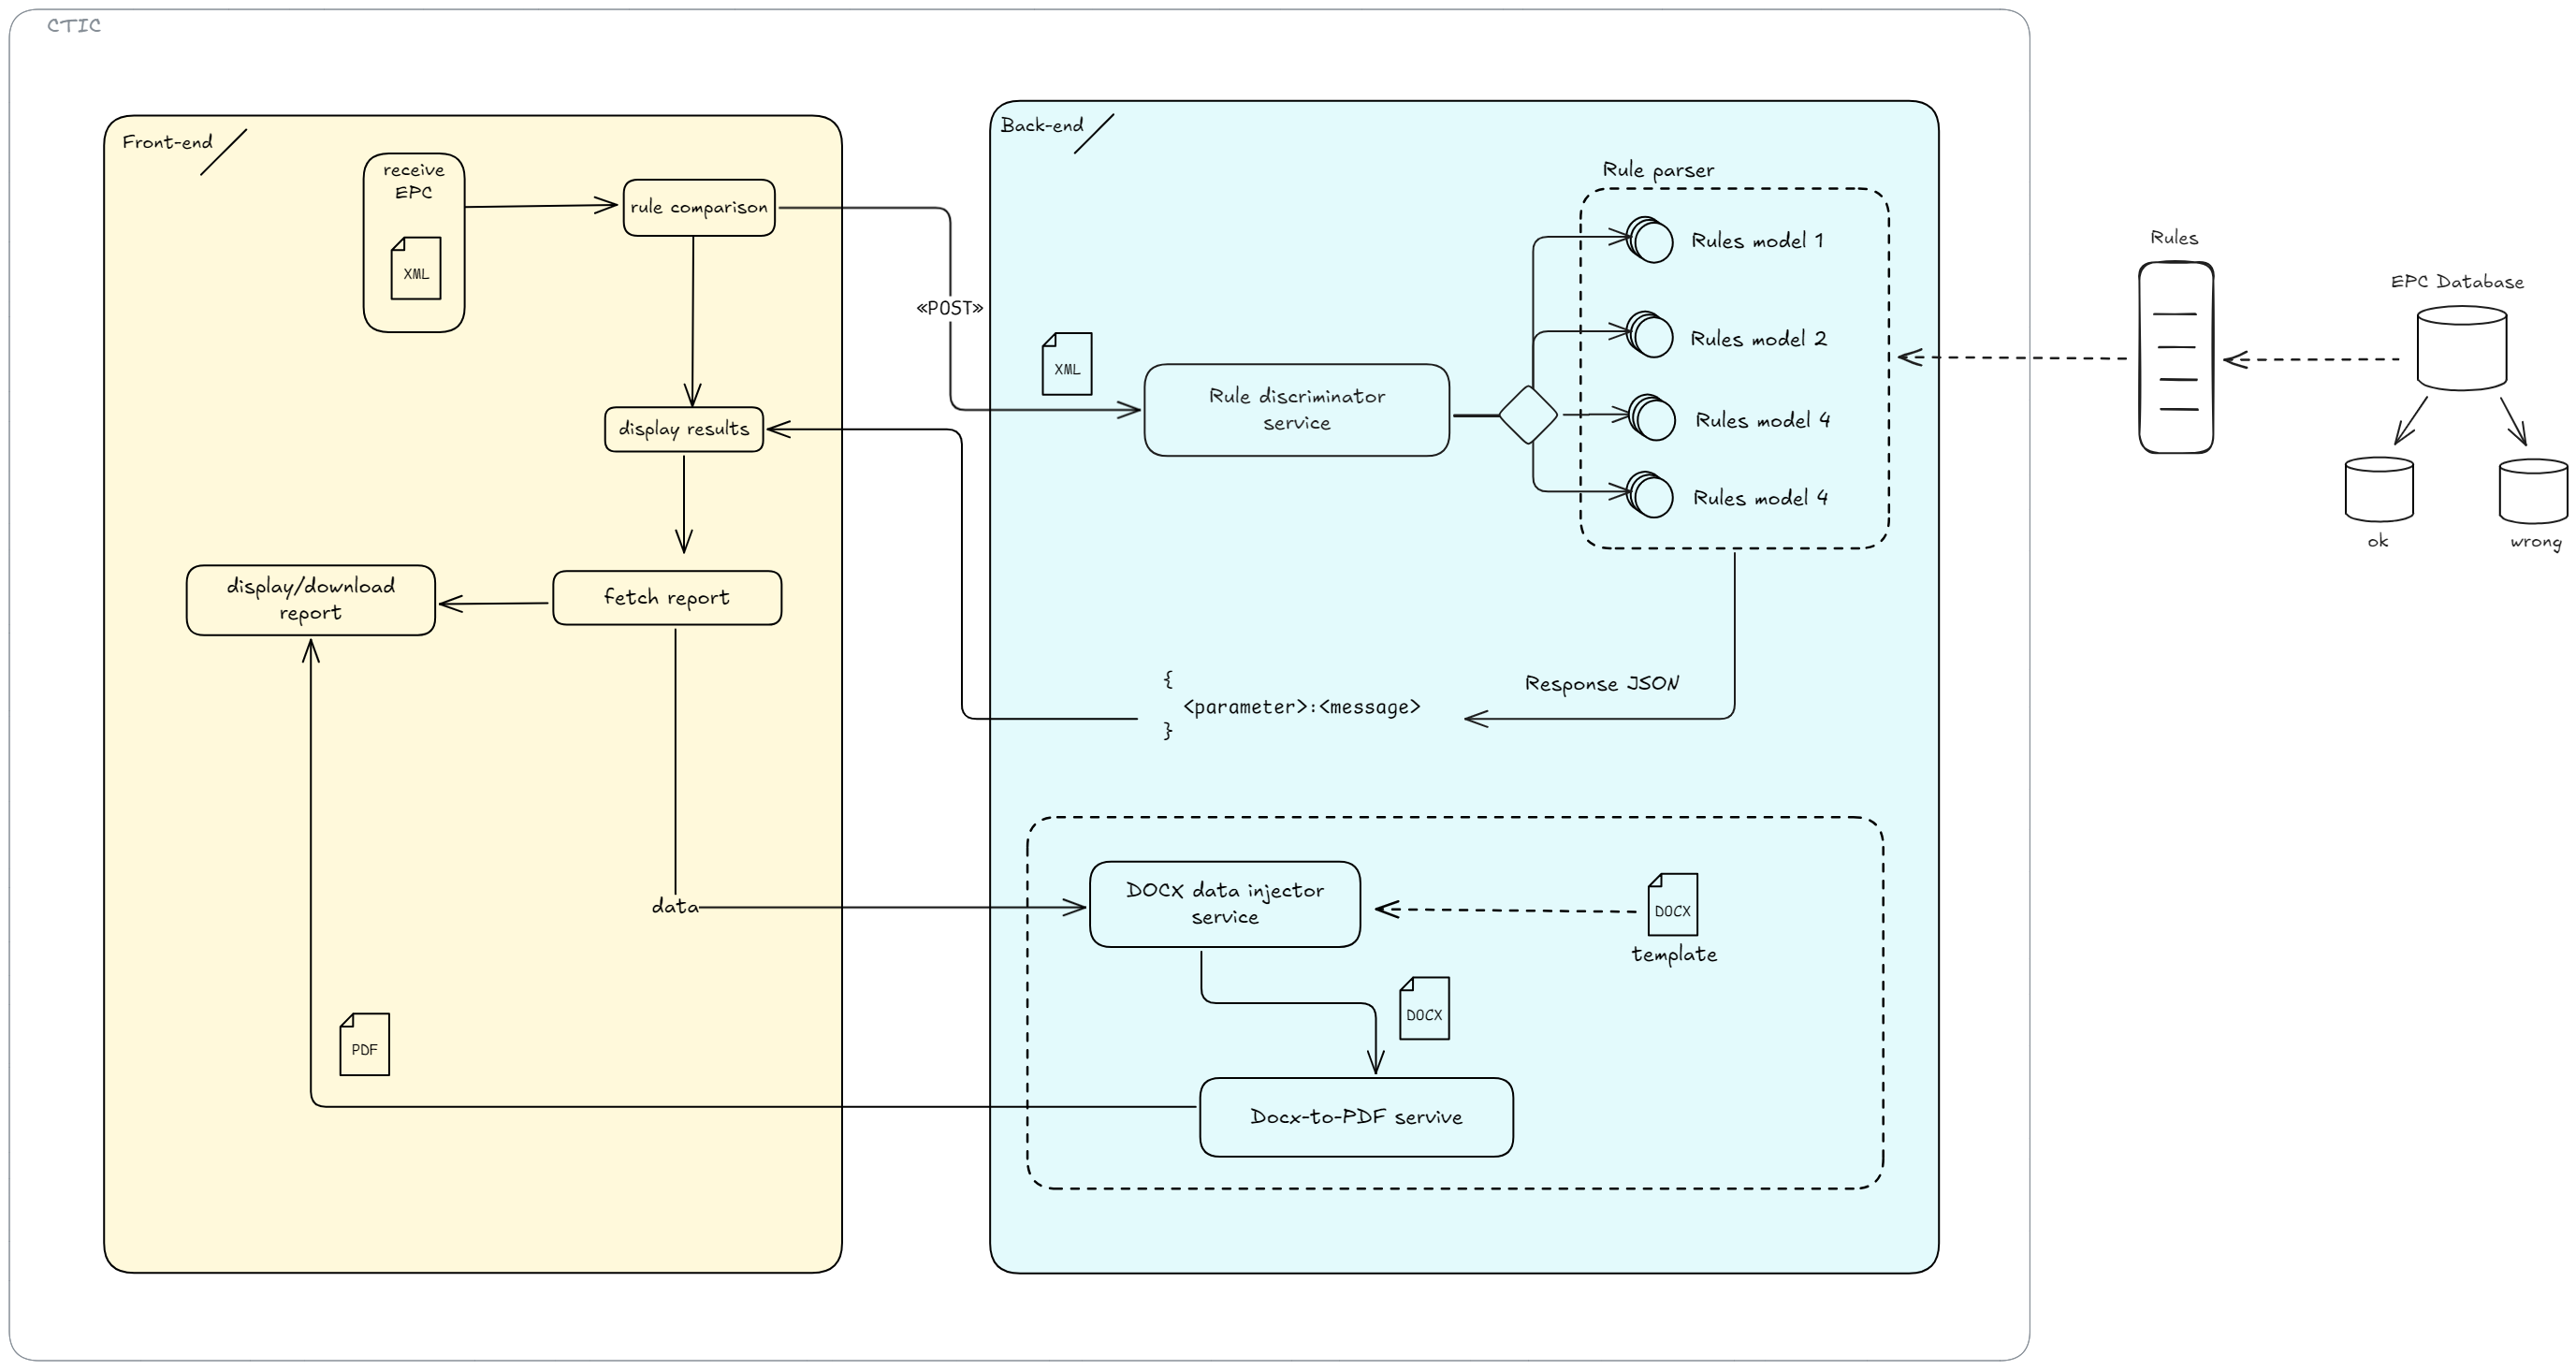 CTIC
Front-end
receive
EPC
XML
rule comparison
display results
fetch report
display/download
report
data
PDF
«POST»
Back-end
XML
Rule discriminator
service
Rule parser
Rules model 1
Rules model 2
Rules model 4
Rules model 4
Response JSON
{
<parameter>:<message>
}
DOCX data injector
service
DOCX
template
DOCX
Docx-to-PDF servive
Rules
EPC Database
ok
wrong